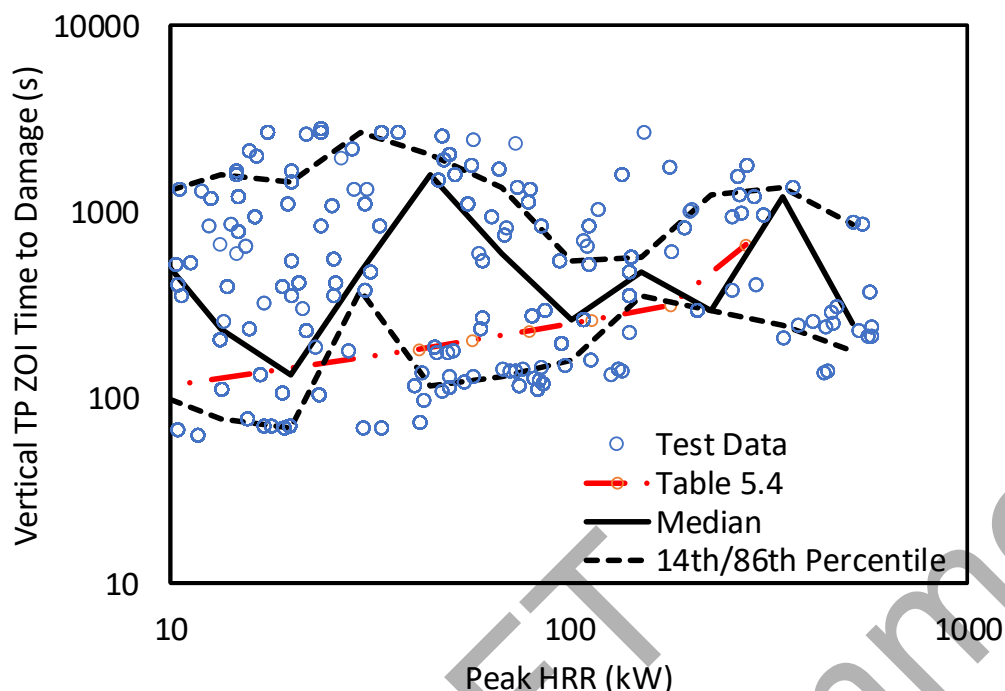 10000
1000
100
10
Vertical TP ZOI Time to Damage (s)
Test Data
Table 5.4
Median
14th/86th Percentile
10
100
1000
Peak HRR (kW)